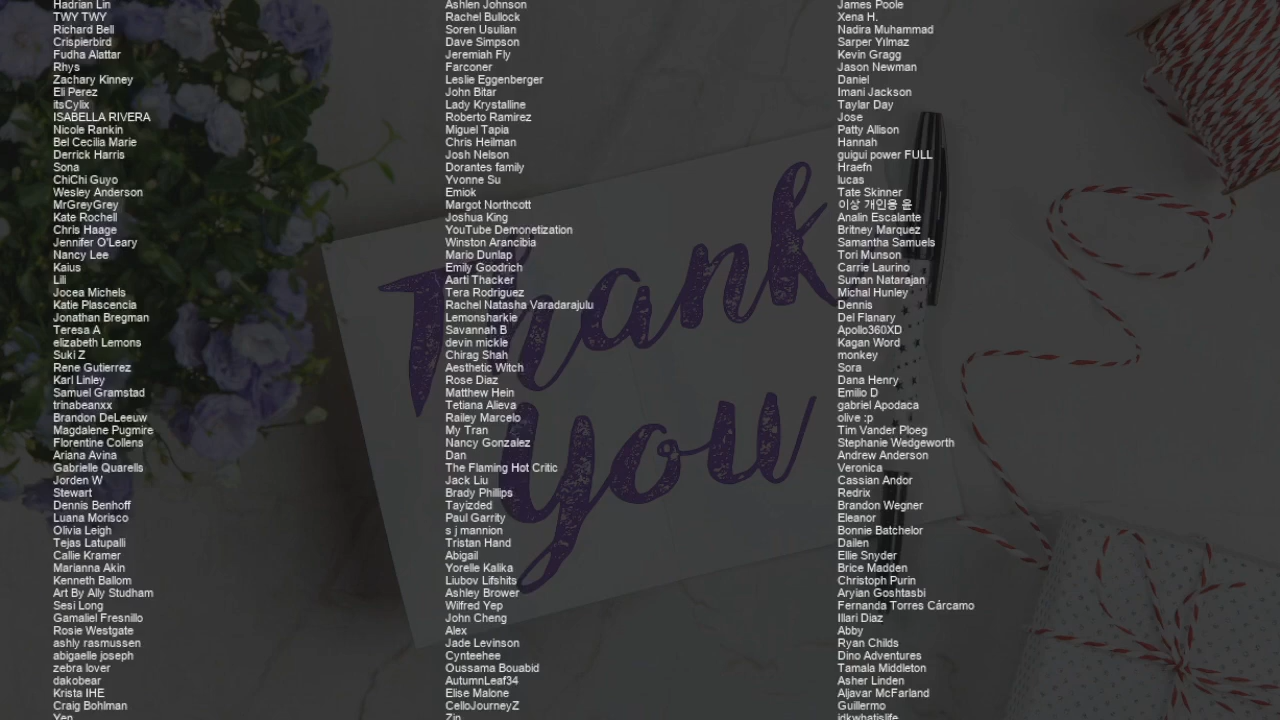 Hadrian Lin
TWY TWY
Richard Bell
Crispierbird
Fudha Alattar
Rhys
Zachary Kinney
Eli Perez
itsCylix
ISABELLA RIVERA
Nicole Rankin
Bel Cecilia Marie
Derrick Harris
Sona
ChiChi Guyo
Wesley Anderson
MrGreyGrey
Kate Rochell
Chris Haage
Jennifer O'Leary
Nancy Lee
Kaius
Lili
Jocea Michels
Katie Plascencia
Jonathan Bregman
Teresa A
elizabeth Lemons
Suki Z
Rene Gutierrez
Karl Linley
Samuel Gramstad
trinabeanxx
Brandon DeLeeuw
Magdalene Pugmire
Florentine Collens
Ariana Avina
Gabrielle Quarells
Jorden W
Stewart
Dennis Benhoff
Luana Morisco
Olivia Leigh
Tejas Latupalli
Callie Kramer
Marianna Akin
Kenneth Ballom
Art By Ally Studham
Sesi Long
Gamaliel Fresnillo
Rosie Westgate
ashly rasmussen
abigaelle joseph
zebra lover
dakobear
Krista IHE
Craig Bohlman
Yen
Ashlen Johnson
Rachel Bullock
Soren Usulian
Dave Simpson
Jeremiah Fly
Farconer
Leslie Eggenberger
John Bitar
Lady Krystalline
Roberto Ramirez
Miguel Tapia
Chris Heilman
Josh Nelson
Dorantes family
Yvonne Su
Emiok
Margot Northcott
Joshua King
YouTube Demonetization
Winston Arancibia
Mario Dunlap
Emily Goodrich
Aarti Thacker
Tera Rodriguez
Rachel Natasha Varadarajulu
Lemonsharkie
Savannah B
devin mickle
Chirag Shah
Aesthetic Witch
Rose Diaz
Matthew Hein
Tetiana Alieva
Railey Marcelo
My Tran
Nancy Gonzalez
Dan
The Flaming Hot Critic
Jack Liu
Brady Phillips
Tayizded
Paul Garrity
s j mannion
Tristan Hand
Abigail
Yorelle Kalika
Liubov Lifshits
Ashley Brower
Wilfred Yep
John Cheng
Alex
Jade Levinson
Cynteehee
Oussama Bouabid
AutumnLeaf34
Elise Malone
CelloJourneyZ
Zin
James Poole
Xena H.
Nadira Muhammad
Sarper Yılmaz
Kevin Gragg
Jason Newman
Daniel
Imani Jackson
Taylar Day
Jose
Patty Allison
Hannah
guigui power FULL
Hraefn
lucas
Tate Skinner
이상 개인용 윤
Analin Escalante
Britney Marquez
Samantha Samuels
Tori Munson
Carrie Laurino
Suman Natarajan
Michal Hunley
Dennis
Del Flanary
Apollo360XD
Kagan Word
monkey
Sora
Dana Henry
Emilio D
gabriel Apodaca
olive :p
Tim Vander Ploeg
Stephanie Wedgeworth
Andrew Anderson
Veronica
Cassian Andor
Redrix
Brandon Wegner
Eleanor
Bonnie Batchelor
Dailen
Ellie Snyder
Brice Madden
Christoph Purin
Aryian Goshtasbi
Fernanda Torres Cárcamo
Illari Diaz
Abby
Ryan Childs
Dino Adventures
Tamala Middleton
Asher Linden
Aljavar McFarland
Guillermo
idkwhatislife
Thank
you